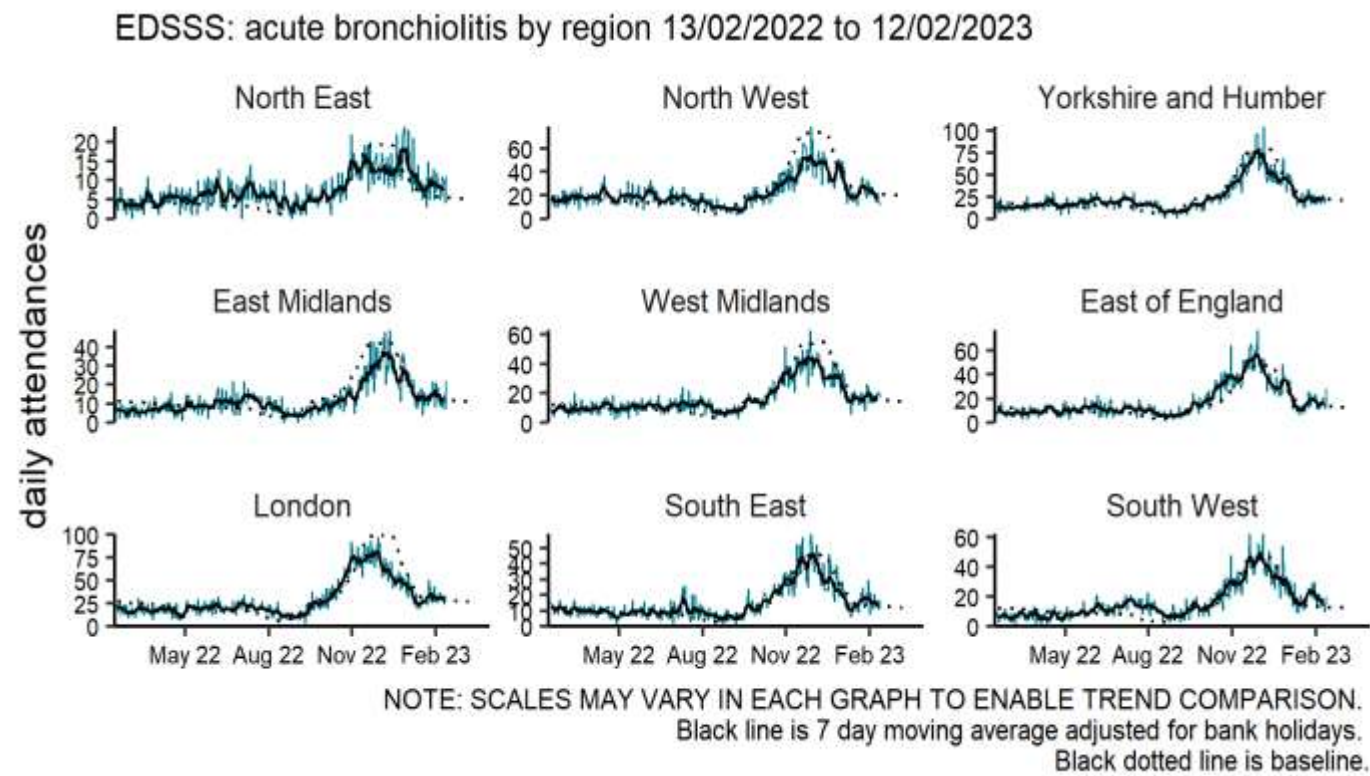 EDSSS: acute bronchiolitis by region 13/02/2022 to 12/02/2023
daily attendances
North East
20
15
10
5
0
North West
60
40
20
0
Yorkshire and Humber
100
75
50
25
0
East Midlands
40
30
20
10
0
West Midlands
60
40
20
0
East of England
60
40
20
0
London
100
75
50
25
0
May 22 Aug 22 Nov 22 Feb 23
South East
50
40
30
20
10
0
May 22 Aug 22 Nov 22 Feb 23
South West
60
40
20
0
May 22 Aug 22 Nov 22 Feb 23
NOTE: SCALES MAY VARY IN EACH GRAPH TO ENABLE TREND COMPARISON.
Black line is 7 day moving average adjusted for bank holidays.
Black dotted line is baseline.